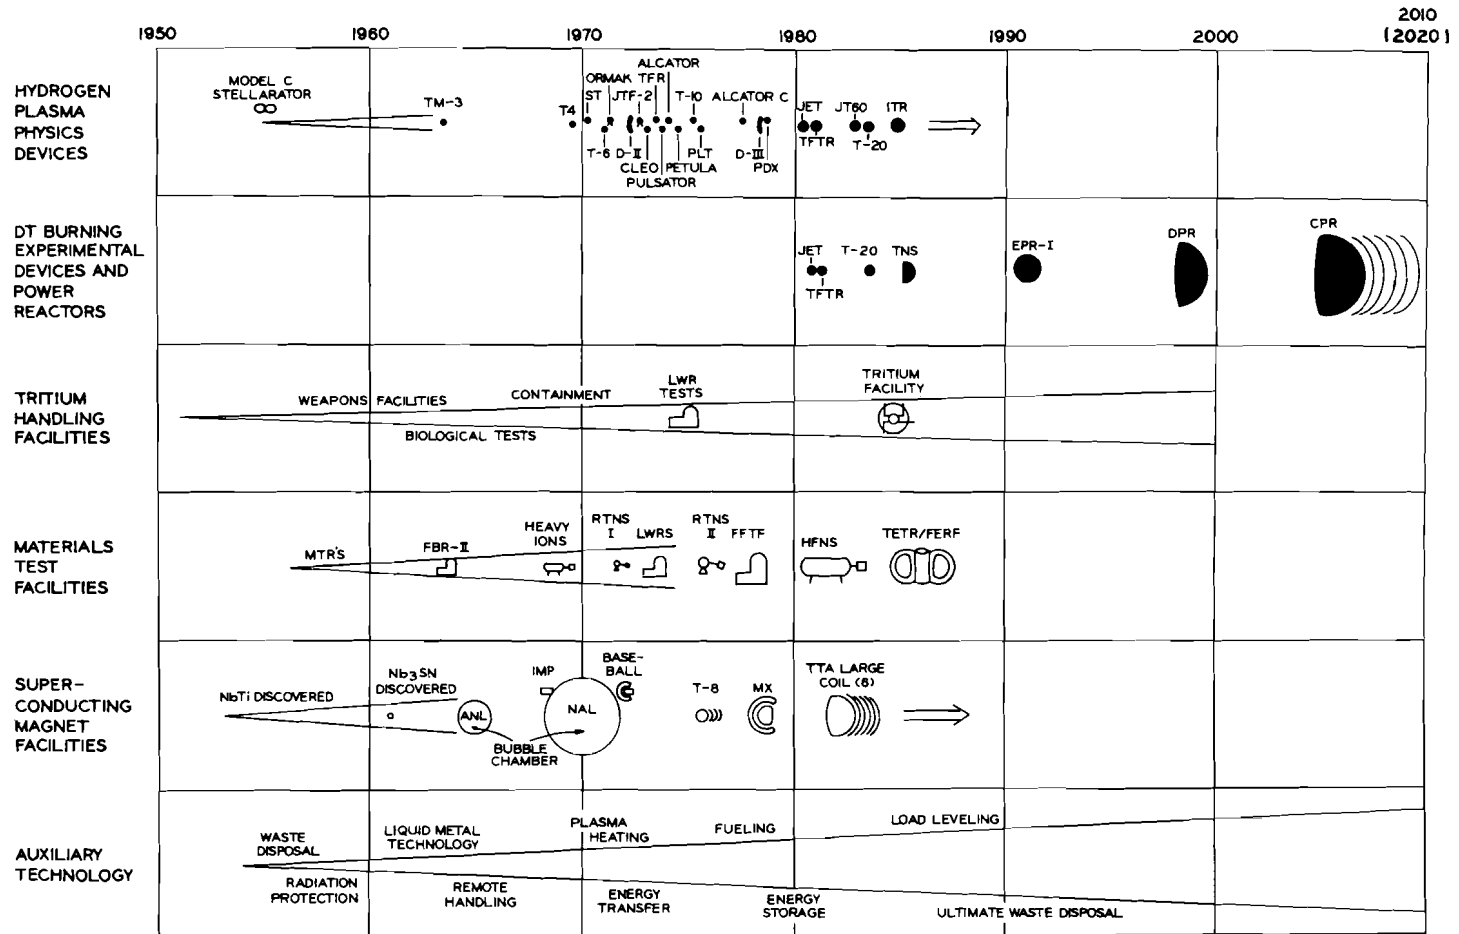 1950
1960
1970
1980
1990
2000
2010
[2020]
HYDROGEN
PLASMA
PHYSICS
DEVICES
MODEL C
STELLARATOR
TM-3
T4
ST
ORMAK
TFR
ALCATOR
JTF-2
T-10
ALCATOR C
T-6
D-II
CLEO
PULSATOR
PETULA
PLT
D-III
PDX
JET
TFTR
JT60
T-20
ITR
DT BURNING
EXPERIMENTAL
DEVICES AND
POWER
REACTORS
JET
TFTR
T-20
TNS
EPR-I
DPR
CPR
TRITIUM
HANDLING
FACILITIES
WEAPONS FACILITIES
BIOLOGICAL TESTS
CONTAINMENT
LWR
TESTS
TRITIUM
FACILITY
MATERIALS
TEST
FACILITIES
MTR'S
FBR-II
HEAVY
IONS
RTNS
I
LWRS
RTNS
II
FFTF
HFNS
TETR/FERF
SUPER-
CONDUCTING
MAGNET
FACILITIES
NbTi DISCOVERED
Nb3SN
DISCOVERED
ANL
BUBBLE
CHAMBER
IMP
NAL
BASE-
BALL
T-8
MX
TTA LARGE
COIL (6)
AUXILIARY
TECHNOLOGY
WASTE
DISPOSAL
RADIATION
PROTECTION
LIQUID METAL
TECHNOLOGY
REMOTE
HANDLING
PLASMA
HEATING
ENERGY
TRANSFER
FUELING
ENERGY
STORAGE
LOAD LEVELING
ULTIMATE WASTE DISPOSAL